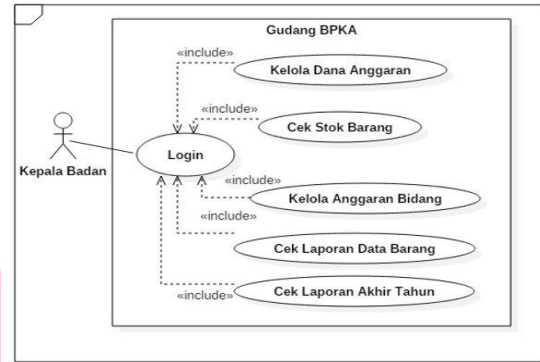 Gudang BPKA
«include»
Kelola Dana Anggaran
«include»
Cek Stok Barang
Login
Kepala Badan
«include»
Kelola Anggaran Bidang
«include»
Cek Laporan Data Barang
Cek Laporan Akhir Tahun
«include»